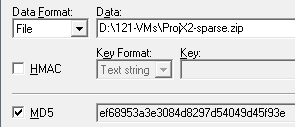 Data Format: Data:
File D:\121-VMs\ProjX2-sparse.zip
Key Format: Key:
HMAC Text string
MD5 ef68953a3e3084d8297d54049d45f93e